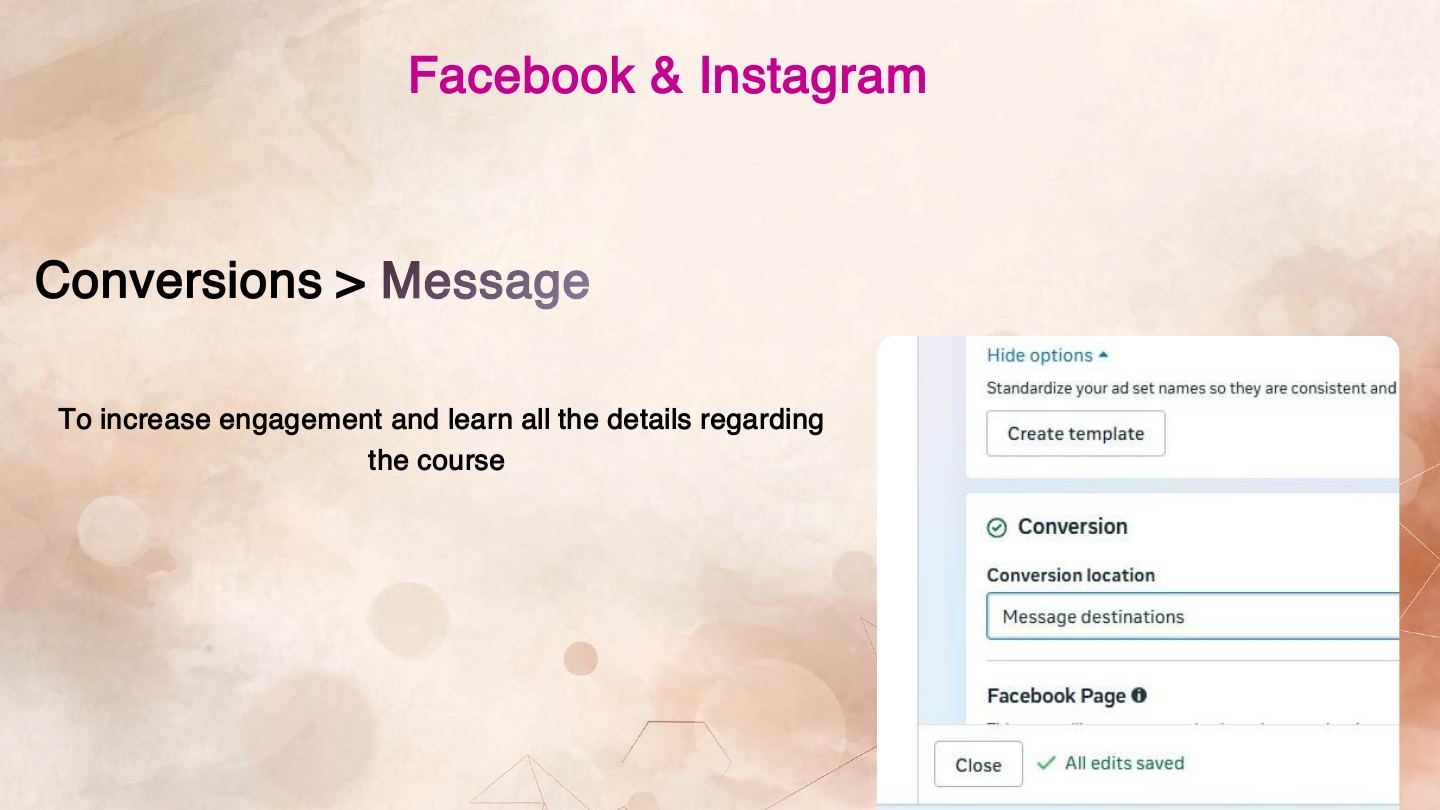 Facebook & Instagram
Conversions > Message
To increase engagement and learn all the details regarding
the course
Hide options
Standardize your ad set names so they are consistent and
Create template
Conversion
Conversion location
Message destinations
Facebook Page
Close
All edits saved